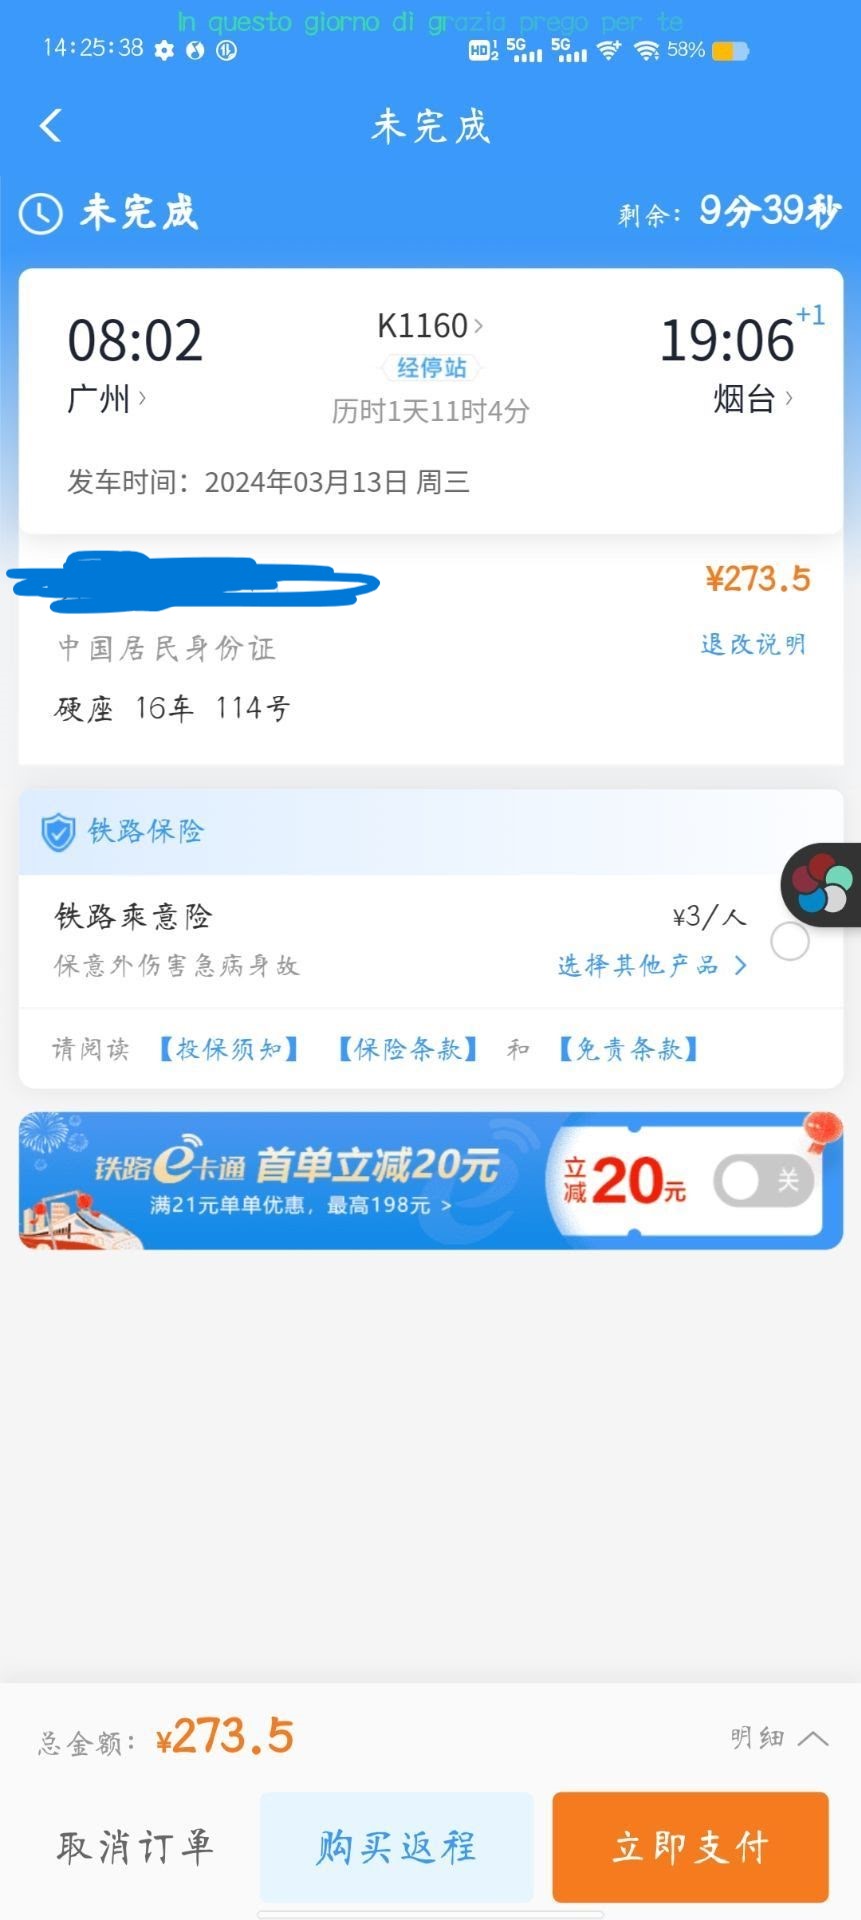 In questo giorno di grazia prego per te
14:25:38 HD 1 2 5G 5G 58%
未完成
未完成 剩余：9分39秒
08:02 K1160 19:06 +1
经停站
广州 历时1天11时4分 烟台
发车时间：2024年03月13日 周三
¥273.5
中国居民身份证 退改说明
硬座 16车 114号
铁路保险
铁路乘意险 ¥3/人
保意外伤害急病身故 选择其他产品
请阅读 【投保须知】 【保险条款】 和 【免责条款】
铁路e卡通 首单立减20元 立减20元 关
满21元单单优惠，最高198元 >
总金额：¥273.5 明细
取消订单 购买返程 立即支付